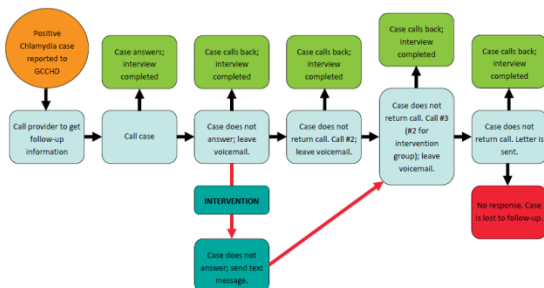 Positive
Chlamydia case
reported to
GCCHD
Case answers;
interview
completed
Case calls back;
interview
completed
Case calls back;
interview
completed
Case calls back;
interview
completed
Case calls back;
interview
completed
Call provider to get
follow-up
information
Call case
Case does not
answer; leave
voicemail.
Case does not
return call. Call #2;
leave voicemail.
Case does not
return call. Call #3
(#2 for
intervention
group); leave
voicemail.
Case does not
return call. Letter is
sent.
INTERVENTION
No response. Case
is lost to follow-up.
Case does not
answer; send text
message.